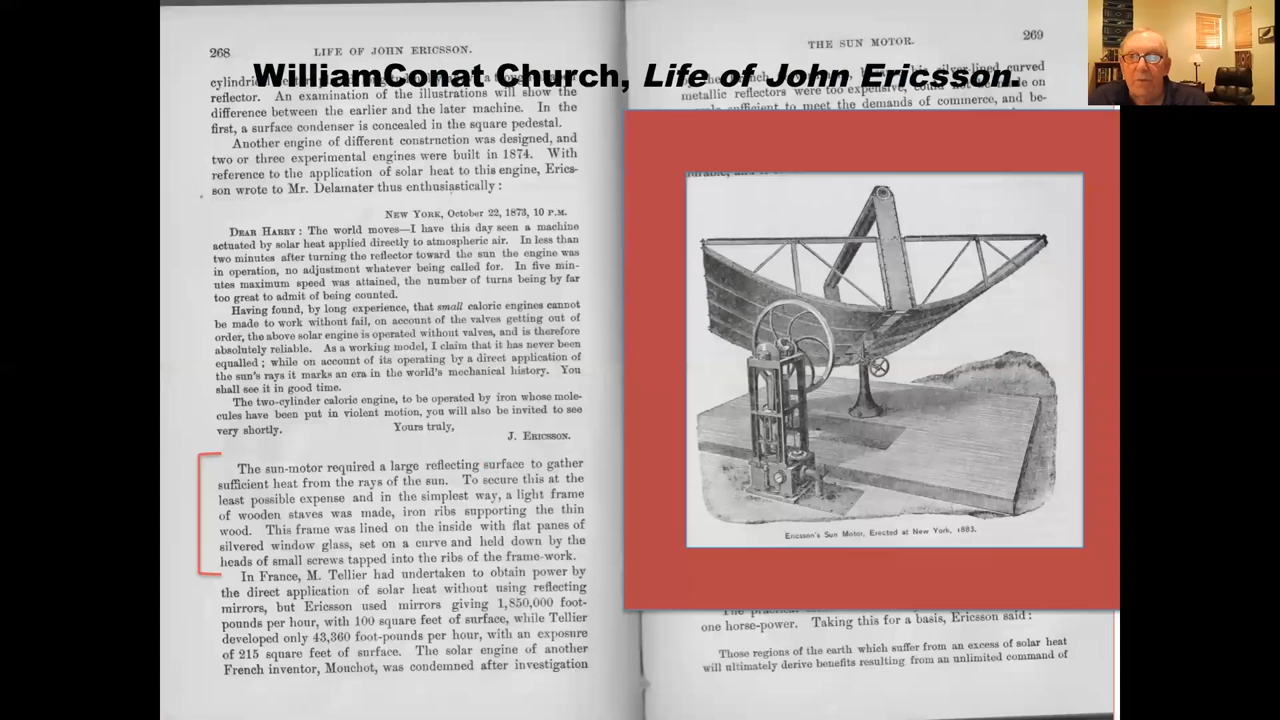 268
LIFE OF JOHN ERICSSON.
WilliamConat Church, Life of John Ericsson.
reflector. An examination of the illustrations will show the
difference between the earlier and the later machine. In the
first, a surface condenser is concealed in the square pedestal.
Another engine of different construction was designed, and
two or three experimental engines were built in 1874. With
reference to the application of solar heat to this engine, Erics-
son wrote to Mr. Delamater thus enthusiastically :
NEW YORK, October 22, 1873, 10 P.M.
DEAR HARRY : The world moves—I have this day seen a machine
actuated by solar heat applied directly to atmospheric air. In less than
two minutes after turning the reflector toward the sun the engine was
in operation, no adjustment whatever being called for. In five min-
utes maximum speed was attained, the number of turns being by far
too great to admit of being counted.
Having found, by long experience, that small caloric engines cannot
be made to work without fail, on account of the valves getting out of
order, the above solar engine is operated without valves, and is therefore
absolutely reliable. As a working model, I claim that it has never been
equalled ; while on account of its operating by a direct application of
the sun's rays it marks an era in the world's mechanical history. You
shall see it in good time.
The two-cylinder caloric engine, to be operated by iron whose mole-
cules have been put in violent motion, you will also be invited to see
very shortly. Yours truly,
J. ERICSSON.
The sun-motor required a large reflecting surface to gather
sufficient heat from the rays of the sun. To secure this at the
least possible expense and in the simplest way, a light frame
of wooden staves was made, iron ribs supporting the thin
wood. This frame was lined on the inside with flat panes of
silvered window glass, set on a curve and held down by the
heads of small screws tapped into the ribs of the frame-work.
In France, M. Tellier had undertaken to obtain power by
the direct application of solar heat without using reflecting
mirrors, but Ericsson used mirrors giving 1,850,000 foot-
pounds per hour, with 100 square feet of surface, while Tellier
developed only 43,360 foot-pounds per hour, with an exposure
of 215 square feet of surface. The solar engine of another
French inventor, Mouchot, was condemned after investigation
THE SUN MOTOR.
269
silver-lined curved
metallic reflectors were too expensive, could not be made on
sufficient to meet the demands of commerce, and be-
Ericsson's Sun Motor, Erected at New York, 1883.
one horse-power. Taking this for a basis, Ericsson said :
Those regions of the earth which suffer from an excess of solar heat
will ultimately derive benefits resulting from an unlimited command of